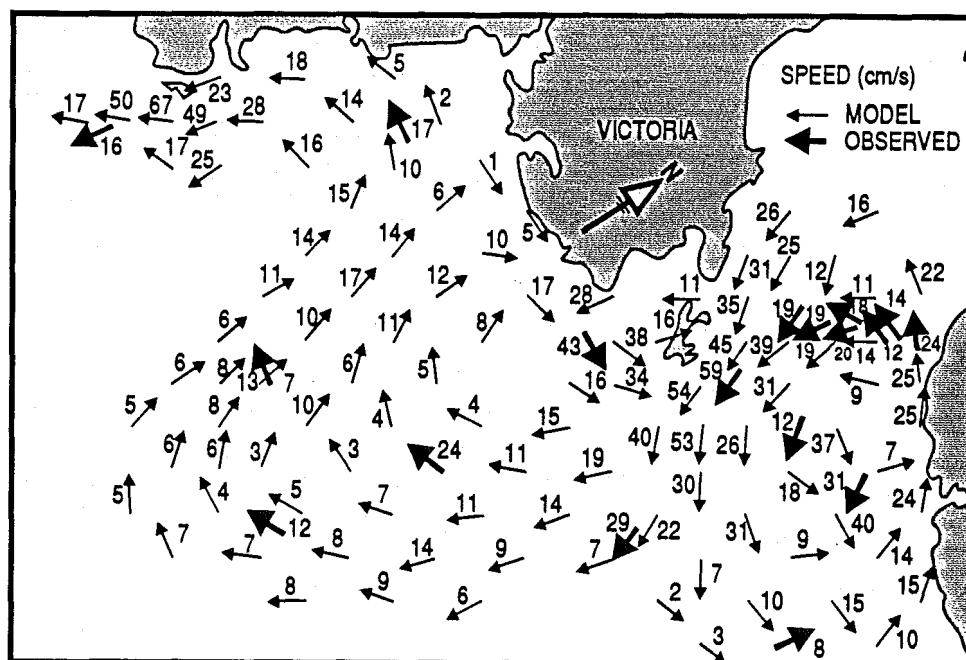 SPEED (cm/s)
MODEL
OBSERVED
VICTORIA
N
18 5
23
17 50 67 49 28 14 2
16 17 25 16 17
10 1
15 6
14 14 10 5
26 16
25
11 17 12 17 28 11 31 12 11 22
35 19 19 18 14
6 10 11 8 43 38 16 45 39 19 20 14 12 24
6 8 13 7 6 5 16 34 59 54 31 9 25
5 8 10 4 4 15 12 25
6 6 3 3 24 11 19 40 53 26 37 7
5 4 5 7 11 14 30 18 31 24
7 7 12 8 14 9 7 29 22 31 9 40 14
8 9 6 2 7 10 15 15
3 8 10